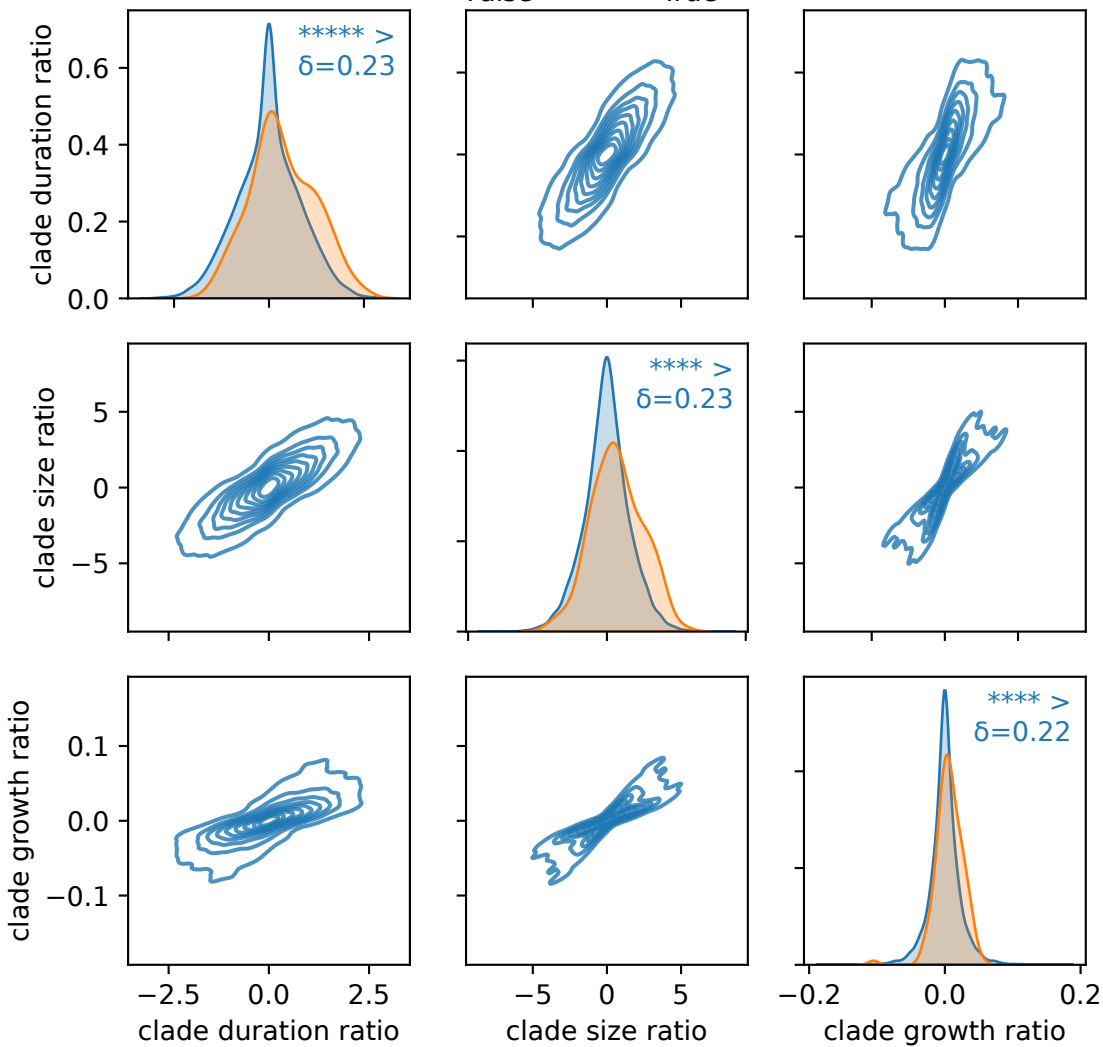 ***** >
δ=0.23
clade duration ratio
0.6
0.4
0.2
0.0
−5
0
5
**** >
δ=0.23
clade size ratio
5
0
−5
**** >
δ=0.22
clade growth ratio
0.1
0.0
−0.1
−2.5
0.0
2.5
−0.2
0.0
0.2
clade duration ratio
clade size ratio
clade growth ratio